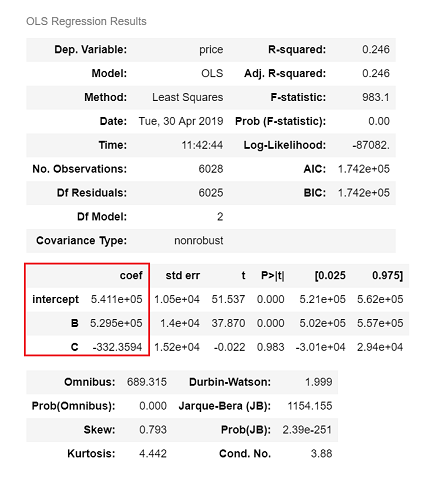 OLS Regression Results
Dep. Variable: price R-squared: 0.246
Model: OLS Adj. R-squared: 0.246
Method: Least Squares F-statistic: 983.1
Date: Tue, 30 Apr 2019 Prob (F-statistic): 0.00
Time: 11:42:44 Log-Likelihood: -87082.
No. Observations: 6028 AIC: 1.742e+05
Df Residuals: 6025 BIC: 1.742e+05
Df Model: 2
Covariance Type: nonrobust
coef std err t P>|t| [0.025 0.975]
intercept 5.411e+05 1.05e+04 51.537 0.000 5.21e+05 5.62e+05
B 5.295e+05 1.4e+04 37.870 0.000 5.02e+05 5.57e+05
C -332.3594 1.52e+04 -0.022 0.983 -3.01e+04 2.94e+04
Omnibus: 689.315 Durbin-Watson: 1.999
Prob(Omnibus): 0.000 Jarque-Bera (JB): 1154.155
Skew: 0.793 Prob(JB): 2.39e-251
Kurtosis: 4.442 Cond. No. 3.88